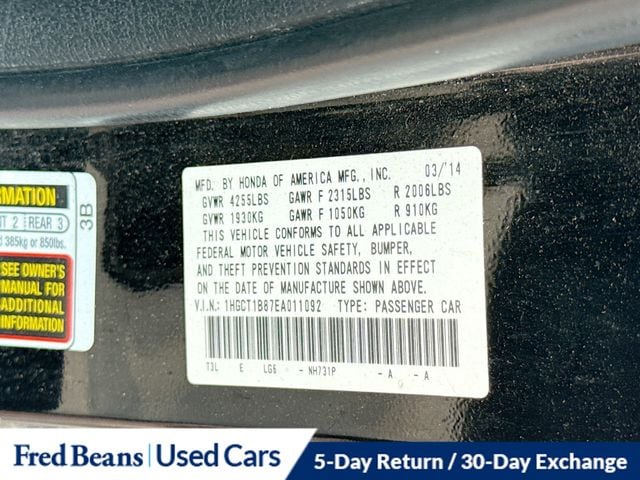 RMATION
NT 2 REAR 3
d 385kg or 850lbs.
3B
SEE OWNER'S
MANUAL FOR
ADDITIONAL
INFORMATION
MFD. BY HONDA OF AMERICA MFG., INC. 03/'14
GVWR 4255LBS GAWR F 2315LBS R 2006LBS
GVWR 1930KG GAWR F 1050KG R 910KG
THIS VEHICLE CONFORMS TO ALL APPLICABLE
FEDERAL MOTOR VEHICLE SAFETY, BUMPER,
AND THEFT PREVENTION STANDARDS IN EFFECT
ON THE DATE OF MANUFACTURE SHOWN ABOVE.
V.I.N.: 1HGCT1B87EA011092 TYPE: PASSENGER CAR
T3L E LG6 - NH731P - A - A
Fred Beans | Used Cars
5-Day Return / 30-Day Exchange